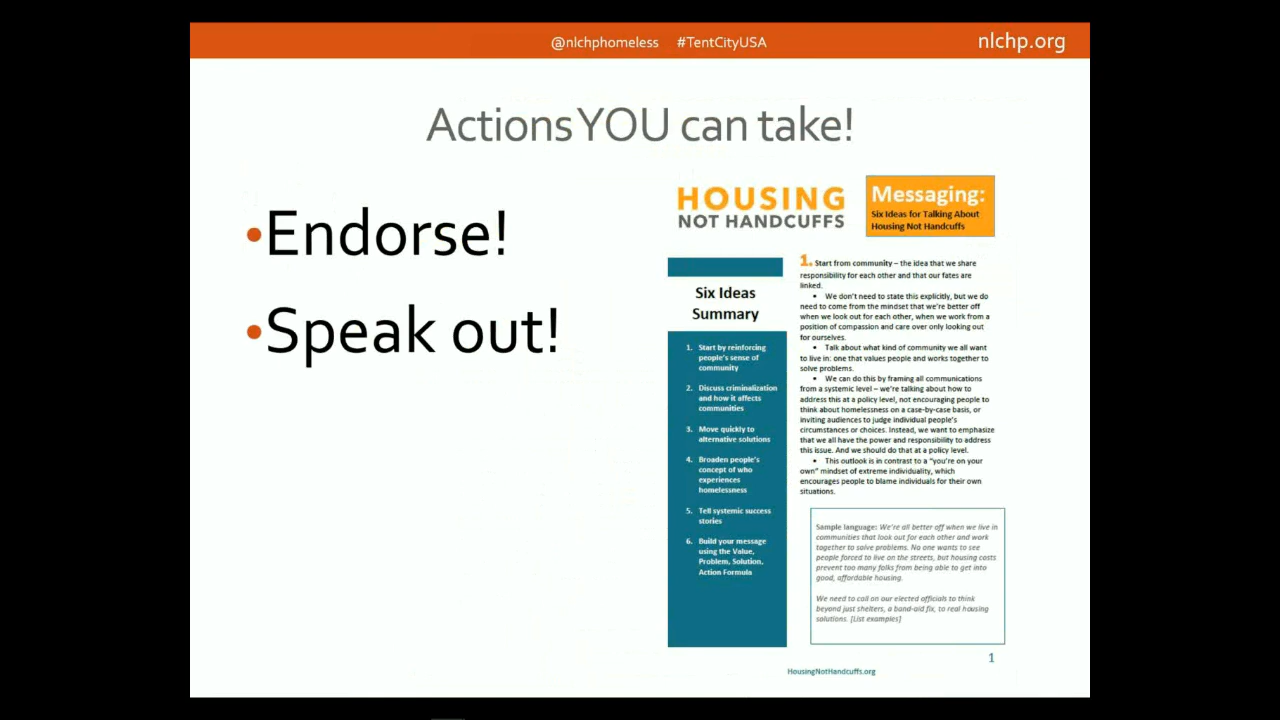 @nlchphomeless #TentCityUSA
nlchp.org
Actions YOU can take!
•Endorse!
•Speak out!
HOUSING
NOT HANDCUFFS
Messaging:
Six Ideas for Talking About
Housing Not Handcuffs
Six Ideas
Summary
1. Start by reinforcing
people's sense of
community
2. Discuss criminalization
and how it affects
communities
3. Move quickly to
alternative solutions
4. Broaden people's
concept of who
experiences
homelessness
5. Tell systemic success
stories
6. Build your message
using the Value,
Problem, Solution,
Action Formula
1. Start from community – the idea that we share
responsibility for each other and that our fates are
linked.
• We don't need to state this explicitly, but we do
need to come from the mindset that we're better off
when we look out for each other, when we work from a
position of compassion and care over only looking out
for ourselves.
• Talk about what kind of community we all want
to live in: one that values people and works together to
solve problems.
• We can do this by framing all communications
from a systemic level – we're talking about how to
address this at a policy level, not encouraging people to
think about homelessness on a case-by-case basis, or
inviting audiences to judge individual people's
circumstances or choices. Instead, we want to emphasize
that we all have the power and responsibility to address
this issue. And we should do that at a policy level.
• This outlook is in contrast to a "you're on your
own" mindset of extreme individuality, which
encourages people to blame individuals for their own
situations.
Sample language: We're all better off when we live in
communities that look out for each other and work
together to solve problems. No one wants to see
people forced to live on the streets, but housing costs
prevent too many folks from being able to get into
good, affordable housing.
We need to call on our elected officials to think
beyond just shelters, a band-aid fix, to real housing
solutions. [List examples]
1
HousingNotHandcuffs.org